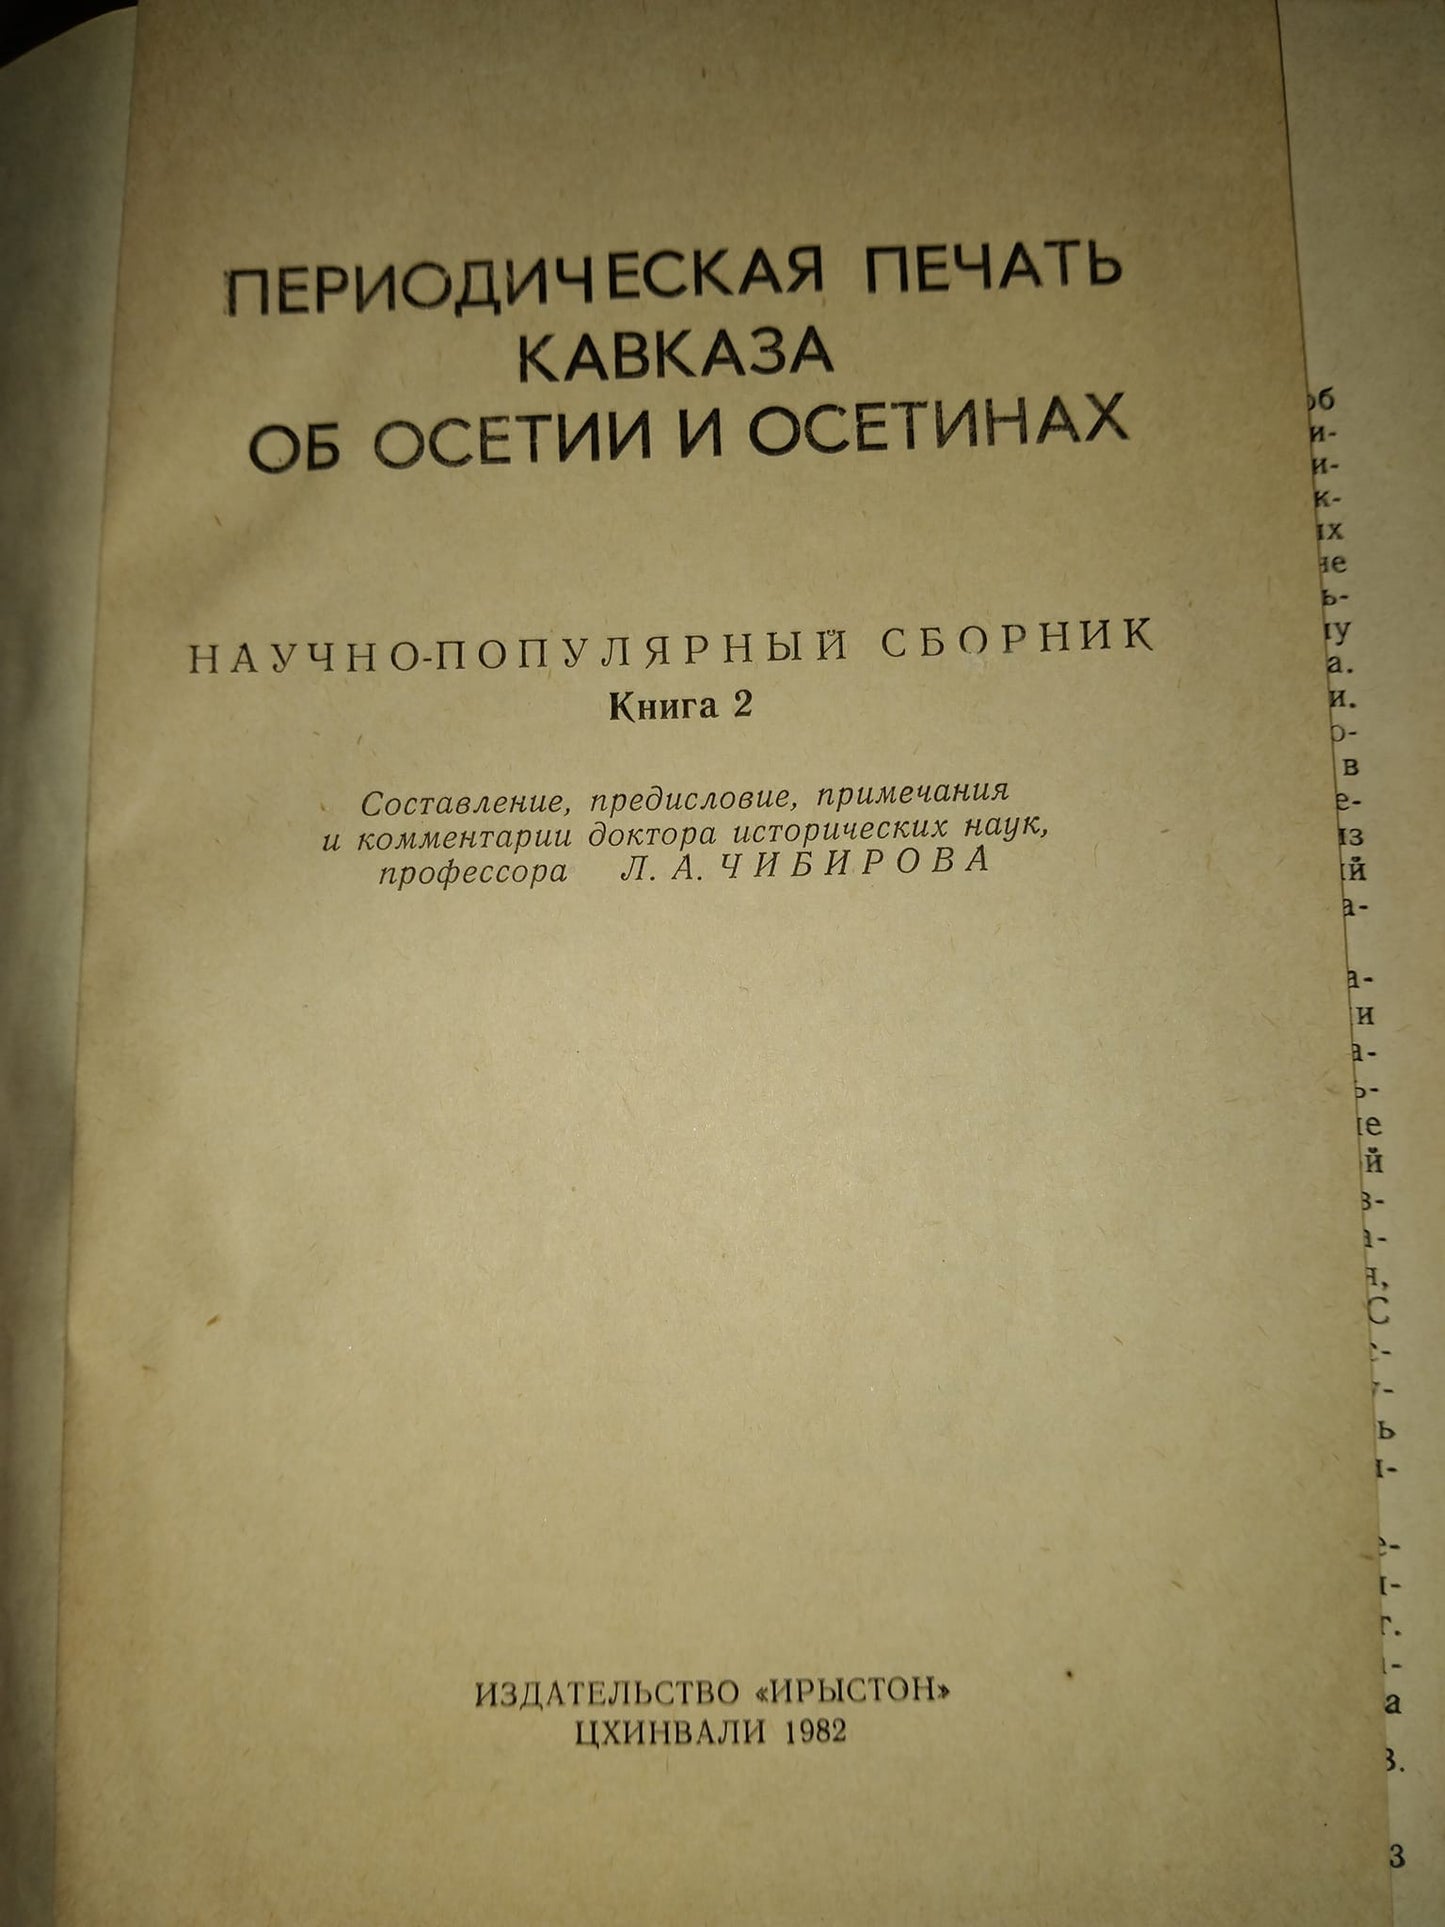 ПЕРИОДИЧЕСКАЯ ПЕЧАТЬ
КАВКАЗА
ОБ ОСЕТИИ И ОСЕТИНАХ
НАУЧНО-ПОПУЛЯРНЫЙ СБОРНИК
Книга 2
Составление, предисловие, примечания
и комментарии доктора исторических наук,
профессора Л. А. ЧИБИРОВА
ИЗДАТЕЛЬСТВО «ИРЫСТОН»
ЦХИНВАЛИ 1982
3